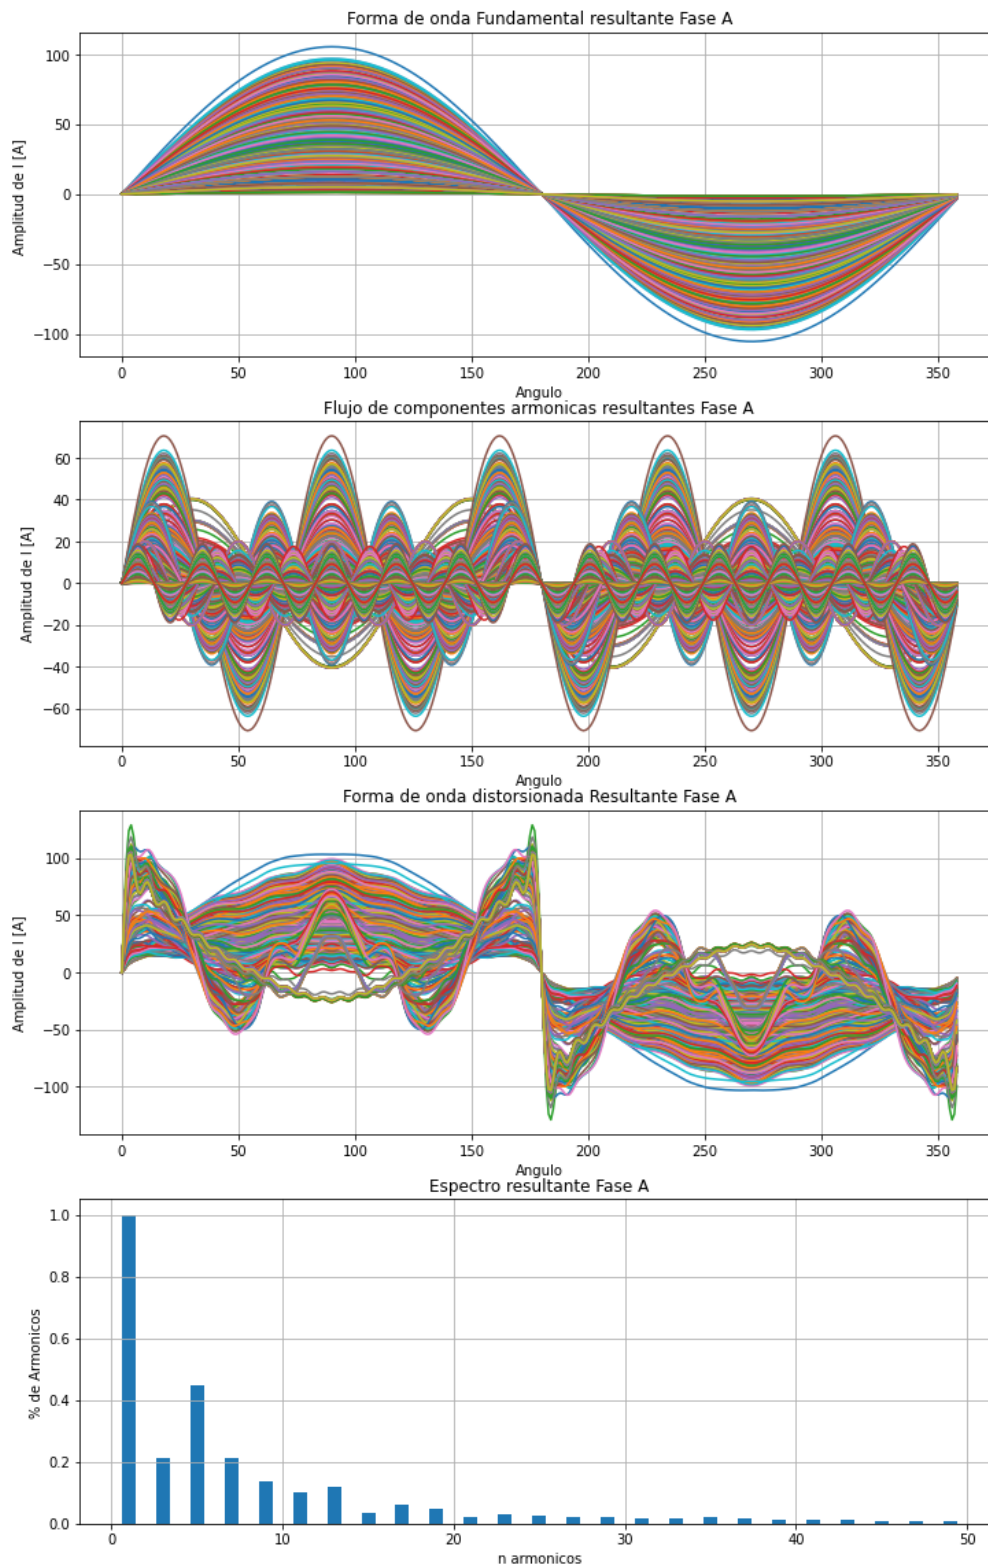 Forma de onda Fundamental resultante Fase A
100
50
0
−50
−100
Amplitud de I [A]
0 50 100 150 200 250 300 350
Angulo
Flujo de componentes armonicas resultantes Fase A
60
40
20
0
−20
−40
−60
Amplitud de I [A]
0 50 100 150 200 250 300 350
Angulo
Forma de onda distorsionada Resultante Fase A
100
50
0
−50
−100
Amplitud de I [A]
0 50 100 150 200 250 300 350
Angulo
Espectro resultante Fase A
1.0
0.8
0.6
0.4
0.2
0.0
% de Armonicos
0 10 20 30 40 50
n armonicos